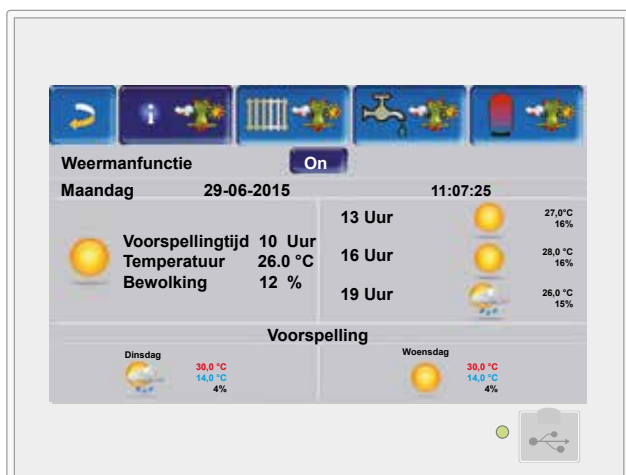 Weermanfunctie On
Maandag 29-06-2015 11:07:25
Voorspellingtijd 10 Uur
Temperatuur 26.0 °C
Bewolking 12 %
13 Uur 27,0°C
16%
16 Uur 28,0 °C
16%
19 Uur 26,0 °C
15%
Voorspelling
Dinsdag
30,0 °C
14,0 °C
4%
Woensdag
30,0 °C
14,0 °C
4%